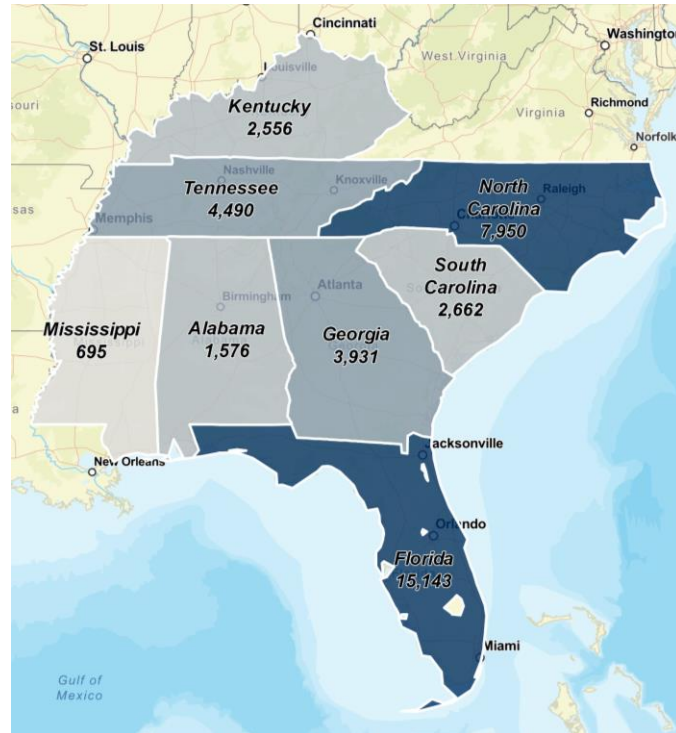 Cincinnati
St. Louis
Washington
West Virginia
Louisville
Kentucky
2,556
Richmond
Virginia
Norfolk
Nashville
Tennessee
4,490
Knoxville
North
Carolina
7,950
Raleigh
Charlotte
Memphis
South
Carolina
2,662
Atlanta
Birmingham
Mississippi
695
Alabama
1,576
Georgia
3,931
Jacksonville
New Orleans
Orlando
Florida
15,143
Miami
Gulf of
Mexico